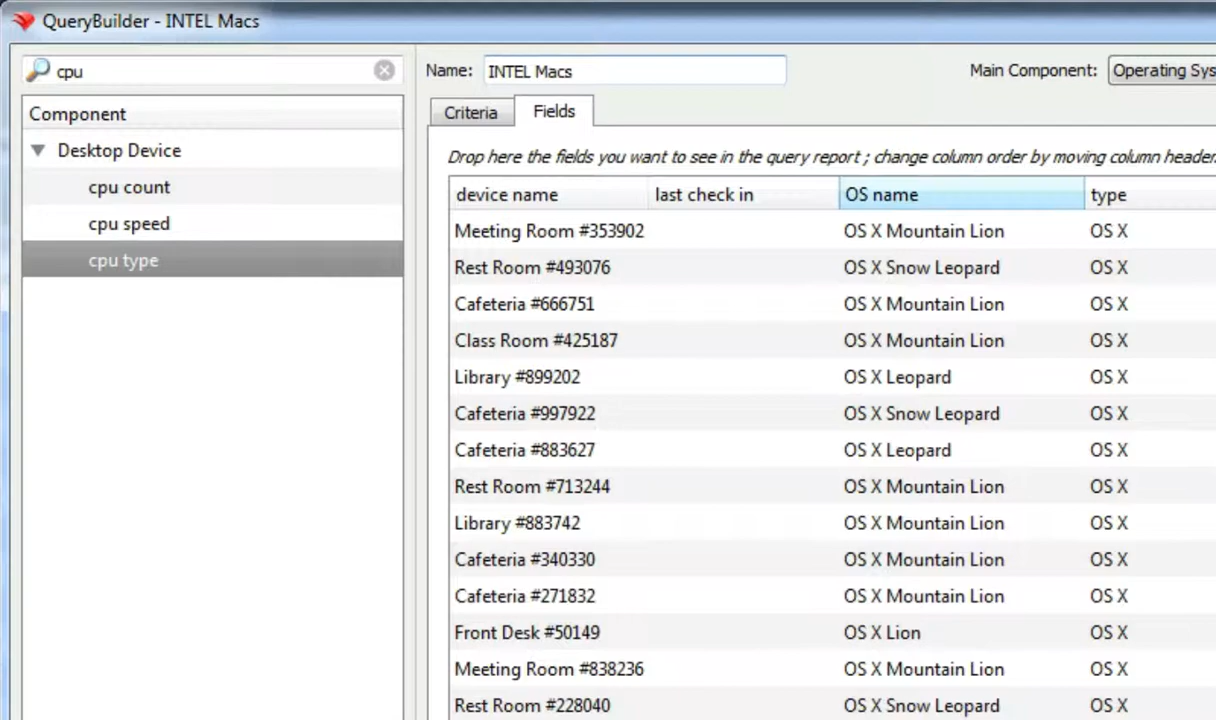 QueryBuilder - INTEL Macs
cpu
Name: INTEL Macs Main Component: Operating Sys
Component
Criteria Fields
Desktop Device
Drop here the fields you want to see in the query report ; change column order by moving column header
cpu count
device name last check in OS name type
cpu speed
Meeting Room #353902 OS X Mountain Lion OS X
cpu type
Rest Room #493076 OS X Snow Leopard OS X
Cafeteria #666751 OS X Mountain Lion OS X
Class Room #425187 OS X Mountain Lion OS X
Library #899202 OS X Leopard OS X
Cafeteria #997922 OS X Snow Leopard OS X
Cafeteria #883627 OS X Leopard OS X
Rest Room #713244 OS X Mountain Lion OS X
Library #883742 OS X Mountain Lion OS X
Cafeteria #340330 OS X Mountain Lion OS X
Cafeteria #271832 OS X Mountain Lion OS X
Front Desk #50149 OS X Lion OS X
Meeting Room #838236 OS X Mountain Lion OS X
Rest Room #228040 OS X Snow Leopard OS X